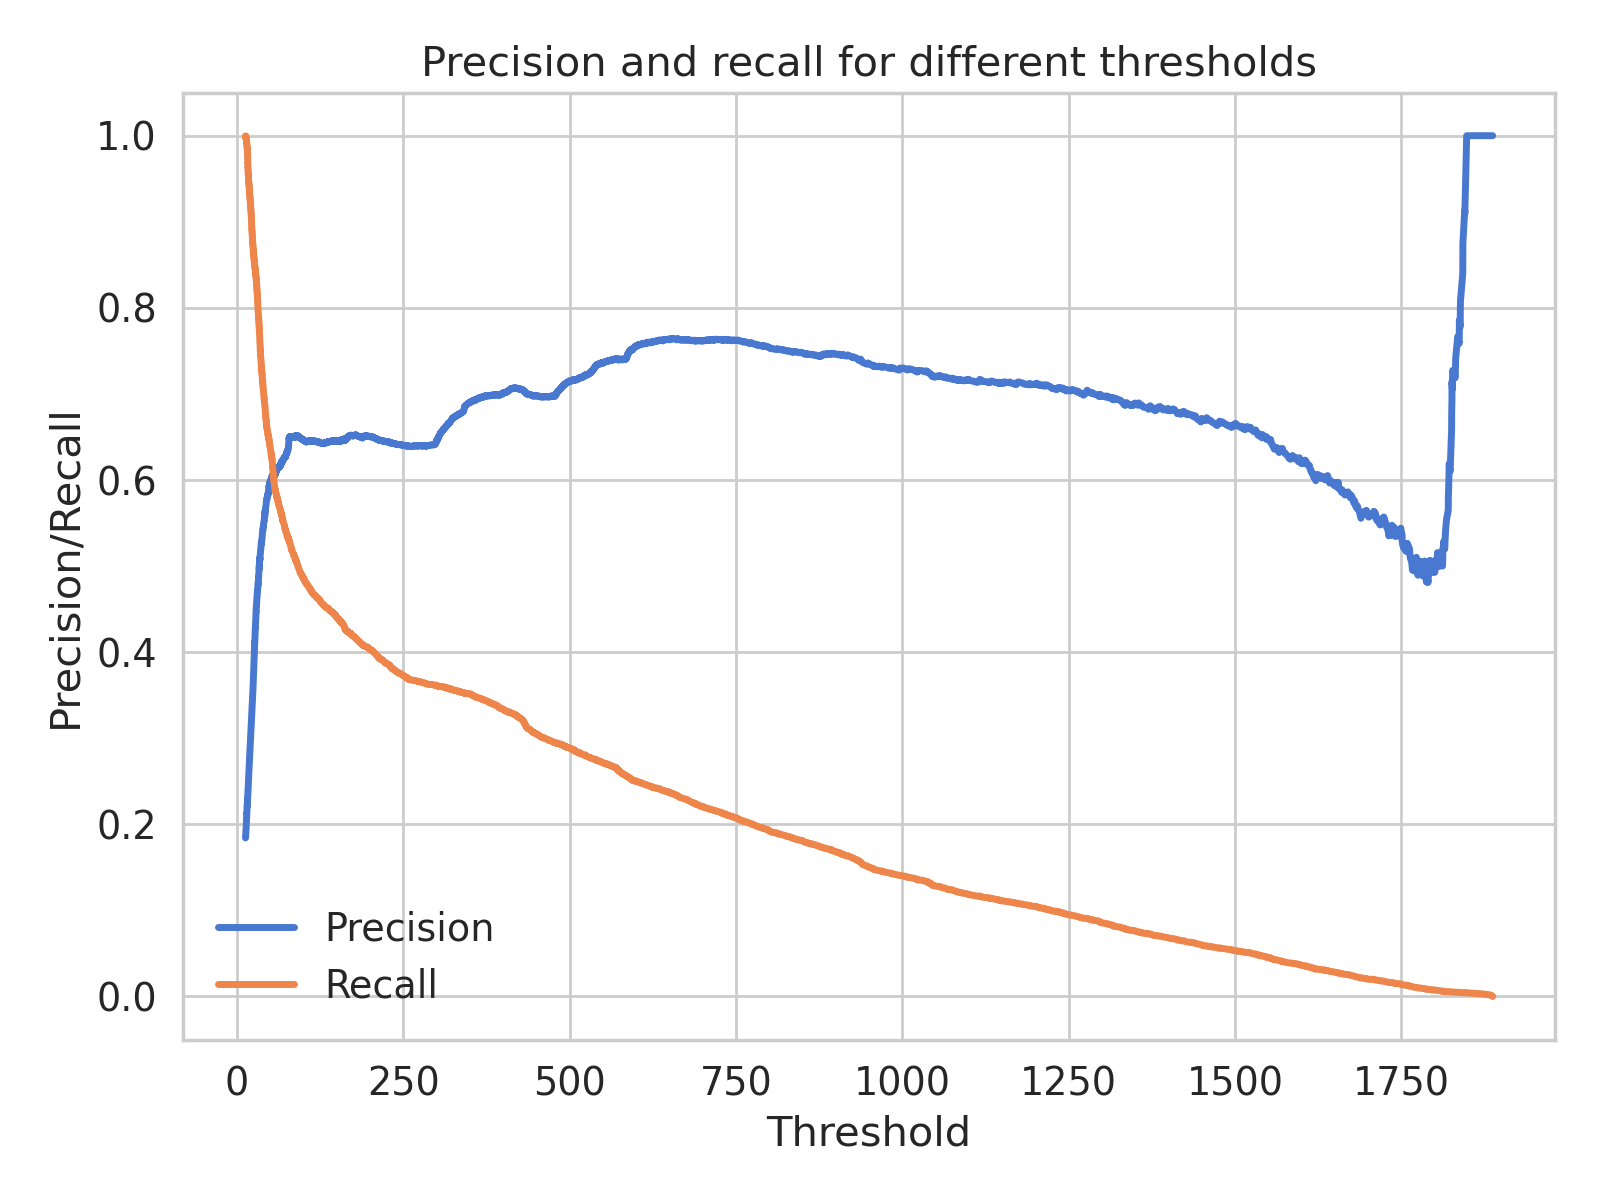 Precision and recall for different thresholds
1.0
0.8
0.6
0.4
0.2
0.0
Precision/Recall
Precision
Recall
0 250 500 750 1000 1250 1500 1750
Threshold